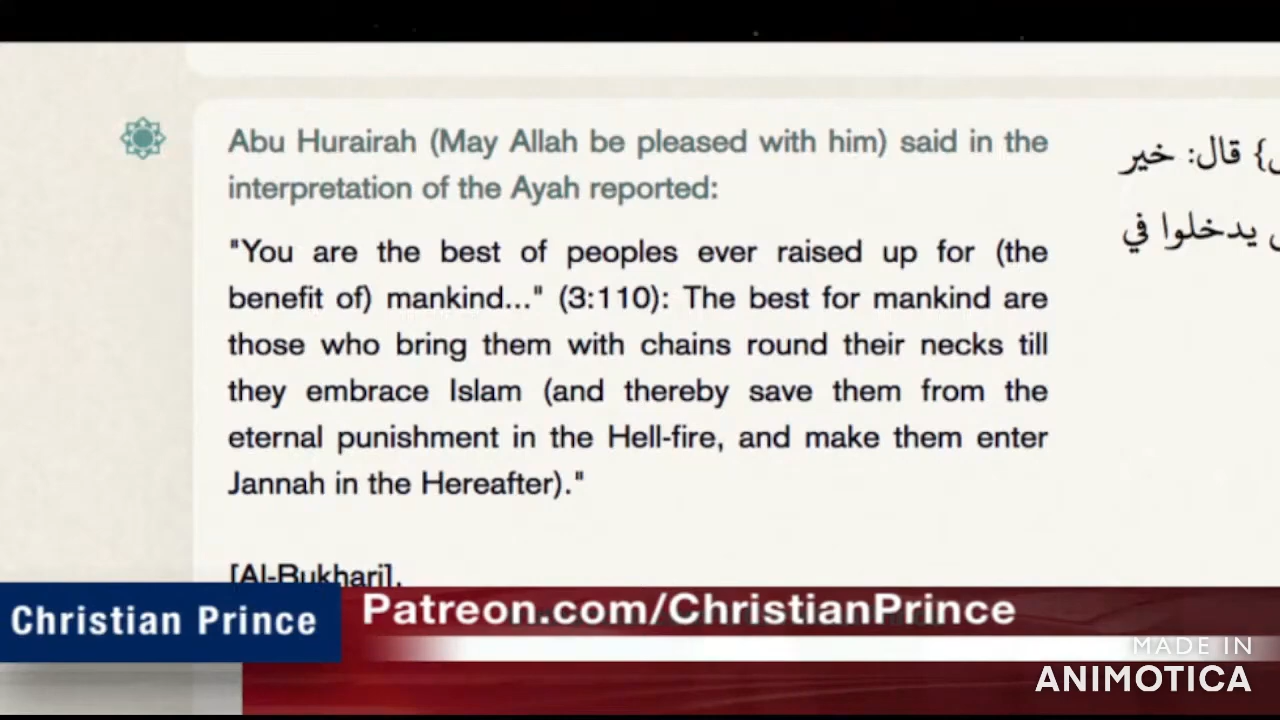 Abu Hurairah (May Allah be pleased with him) said in the
interpretation of the Ayah reported:
"You are the best of peoples ever raised up for (the
benefit of) mankind..." (3:110): The best for mankind are
those who bring them with chains round their necks till
they embrace Islam (and thereby save them from the
eternal punishment in the Hell-fire, and make them enter
Jannah in the Hereafter)."
قال: خير
يدخلوا في
[Al-Bukhari].
Christian Prince
Patreon.com/ChristianPrince
MADE IN
ANIMOTICA